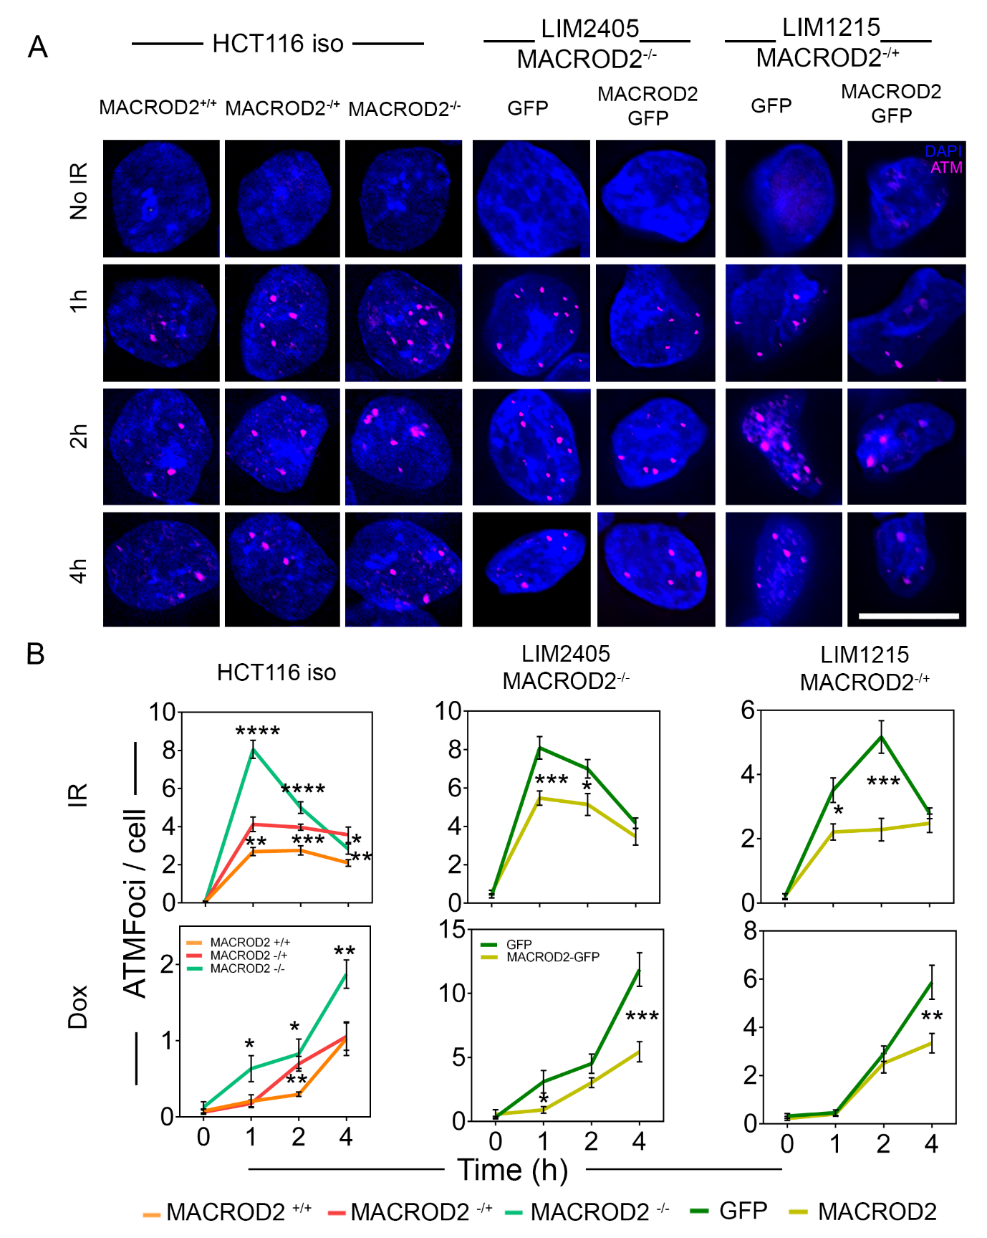 A
HCT116 iso
LIM2405
MACROD2-/-
LIM1215
MACROD2-/+
MACROD2+/+ MACROD2-/+ MACROD2-/-
GFP
MACROD2
GFP
GFP
MACROD2
GFP
No IR
DAPI
ATM
1h
2h
4h
B
HCT116 iso
LIM2405
MACROD2-/-
LIM1215
MACROD2-/+
ATMFoci / cell
IR
10
8
6
4
2
0
****
****
**
***
*
**
10
8
6
4
2
0
***
*
6
4
2
0
*
***
Dox
2
1
0
MACROD2 +/+
MACROD2 -/+
MACROD2 -/-
*
*
**
**
0 1 2 4
15
10
5
0
GFP
MACROD2-GFP
*
***
0 1 2 4
8
6
4
2
0
**
0 1 2 4
Time (h)
MACROD2 +/+ MACROD2 -/+ MACROD2 -/- GFP MACROD2